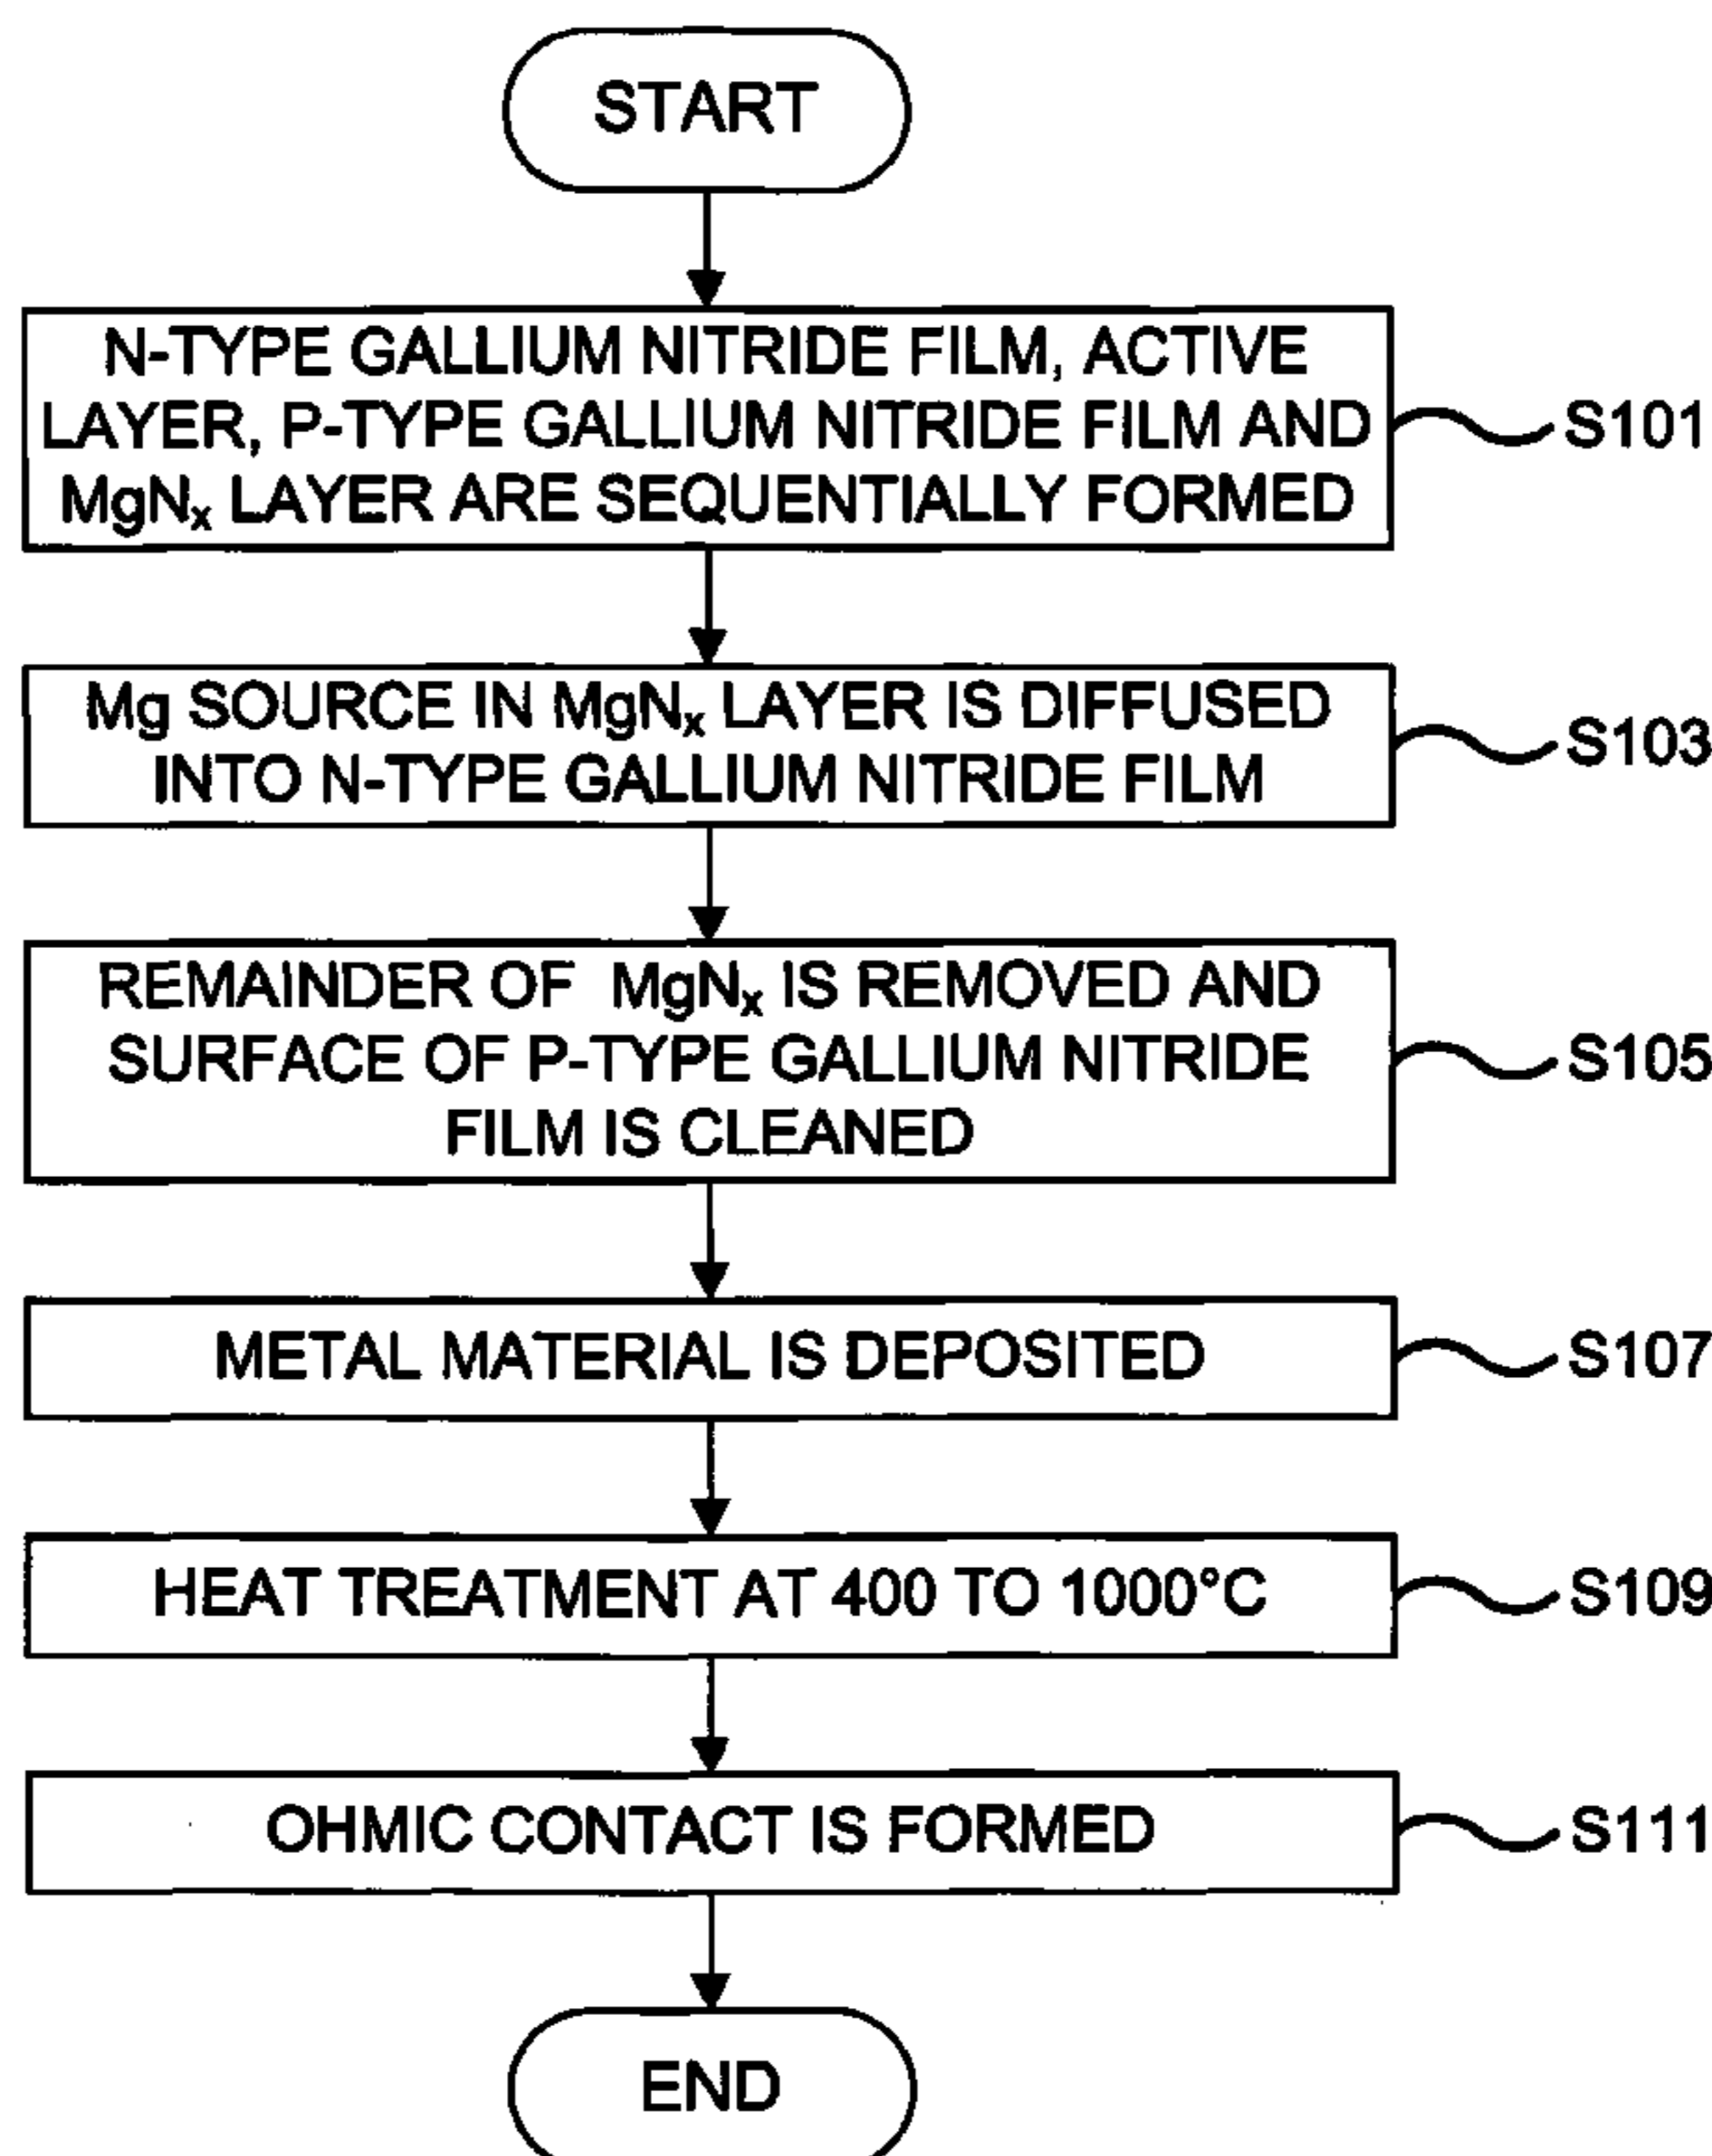 START
N-TYPE GALLIUM NITRIDE FILM, ACTIVE
LAYER, P-TYPE GALLIUM NITRIDE FILM AND
MgNₓ LAYER ARE SEQUENTIALLY FORMED
S101
Mg SOURCE IN MgNₓ LAYER IS DIFFUSED
INTO N-TYPE GALLIUM NITRIDE FILM
S103
REMAINDER OF MgNₓ IS REMOVED AND
SURFACE OF P-TYPE GALLIUM NITRIDE
FILM IS CLEANED
S105
METAL MATERIAL IS DEPOSITED
S107
HEAT TREATMENT AT 400 TO 1000°C
S109
OHMIC CONTACT IS FORMED
S111
END